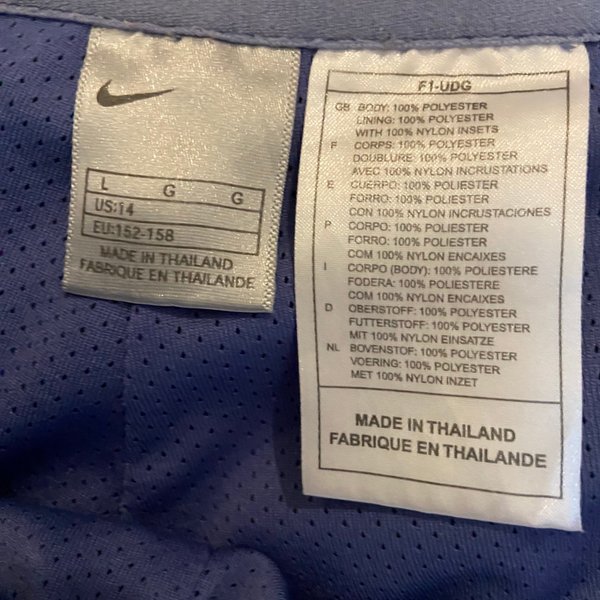 L G G
US:14
EU:152-158
MADE IN THAILAND
FABRIQUE EN THAILANDE
F1-UDG
GB BODY: 100% POLYESTER
LINING: 100% POLYESTER
WITH 100% NYLON INSETS
F CORPS: 100% POLYESTER
DOUBLURE: 100% POLYESTER
AVEC 100% NYLON INCRUSTATIONS
E CUERPO: 100% POLIESTER
FORRO: 100% POLIESTER
CON 100% NYLON INCRUSTACIONES
P CORPO: 100% POLIESTER
FORRO: 100% POLIESTER
COM 100% NYLON ENCAIXES
I CORPO (BODY): 100% POLIESTERE
FODERA: 100% POLIESTERE
COM 100% NYLON ENCAIXES
D OBERSTOFF: 100% POLYESTER
FUTTERSTOFF: 100% POLYESTER
MIT 100% NYLON EINSATZE
NL BOVENSTOF: 100% POLYESTER
VOERING: 100% POLYESTER
MET 100% NYLON INZET
MADE IN THAILAND
FABRIQUE EN THAILANDE